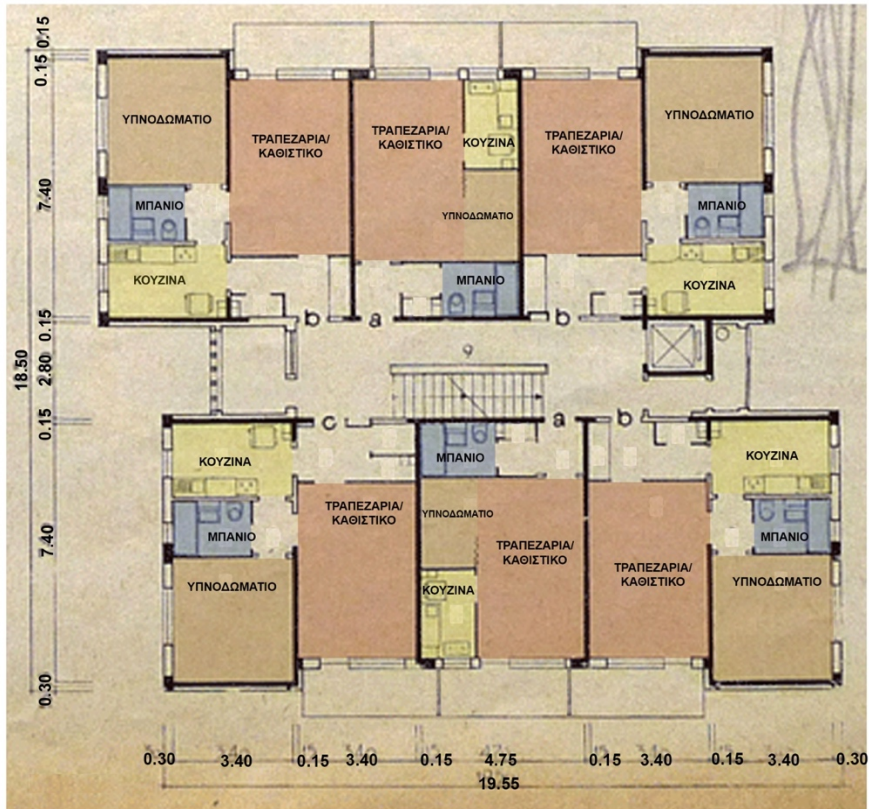 0.15
0.15
7.40
0.15
2.80
18.50
0.15
7.40
0.30
ΥΠΝΟΔΩΜΑΤΙΟ
ΤΡΑΠΕΖΑΡΙΑ/
ΚΑΘΙΣΤΙΚΟ
ΤΡΑΠΕΖΑΡΙΑ/
ΚΑΘΙΣΤΙΚΟ
ΚΟΥΖΙΝΑ
ΤΡΑΠΕΖΑΡΙΑ/
ΚΑΘΙΣΤΙΚΟ
ΥΠΝΟΔΩΜΑΤΙΟ
ΜΠΑΝΙΟ
ΥΠΝΟΔΩΜΑΤΙΟ
ΜΠΑΝΙΟ
ΚΟΥΖΙΝΑ
ΜΠΑΝΙΟ
ΚΟΥΖΙΝΑ
b a b
9
c a b
ΚΟΥΖΙΝΑ
ΜΠΑΝΙΟ
ΚΟΥΖΙΝΑ
ΤΡΑΠΕΖΑΡΙΑ/
ΚΑΘΙΣΤΙΚΟ
ΥΠΝΟΔΩΜΑΤΙΟ
ΜΠΑΝΙΟ
ΤΡΑΠΕΖΑΡΙΑ/
ΚΑΘΙΣΤΙΚΟ
ΤΡΑΠΕΖΑΡΙΑ/
ΚΑΘΙΣΤΙΚΟ
ΜΠΑΝΙΟ
ΥΠΝΟΔΩΜΑΤΙΟ
ΚΟΥΖΙΝΑ
ΥΠΝΟΔΩΜΑΤΙΟ
0.30 3.40 0.15 3.40 0.15 4.75 0.15 3.40 0.15 3.40 0.30
19.55